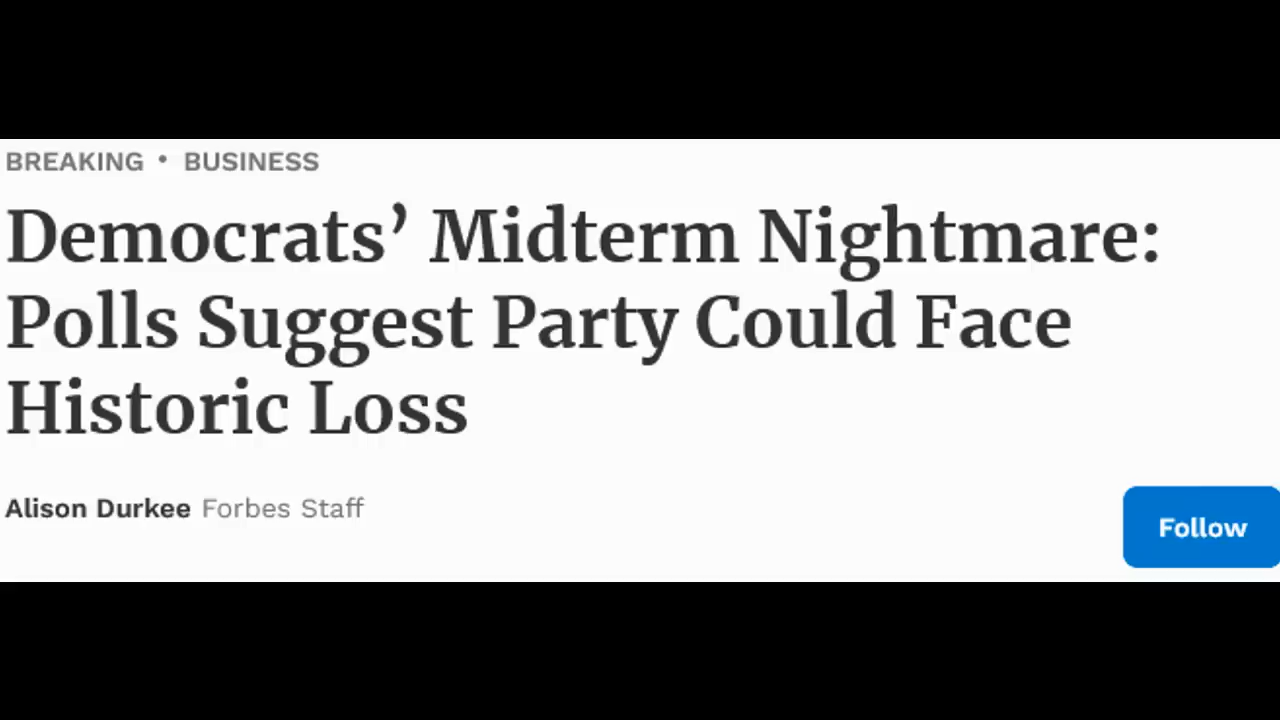 BREAKING • BUSINESS
Democrats’ Midterm Nightmare:
Polls Suggest Party Could Face
Historic Loss
Alison Durkee Forbes Staff
Follow